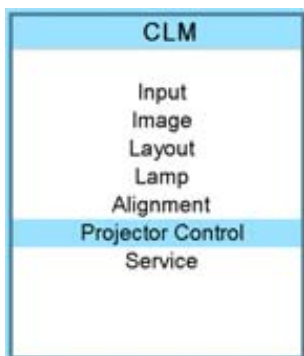 CLM
Input
Image
Layout
Lamp
Alignment
Projector Control
Service